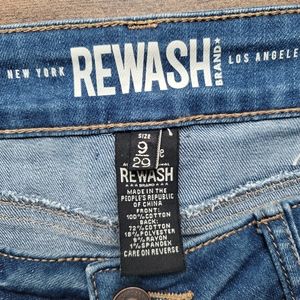 NEW YORK REWASH BRAND★ LOS ANGELE
SIZE
9
29
REWASH
★★★ BRAND ★★★
MADE IN THE
PEOPLE'S REPUBLIC
OF CHINA
FRONT:
100%COTTON
BACK:
72%COTTON
18%POLYESTER
9%RAYON
1%SPANDEX
CARE ON REVERSE